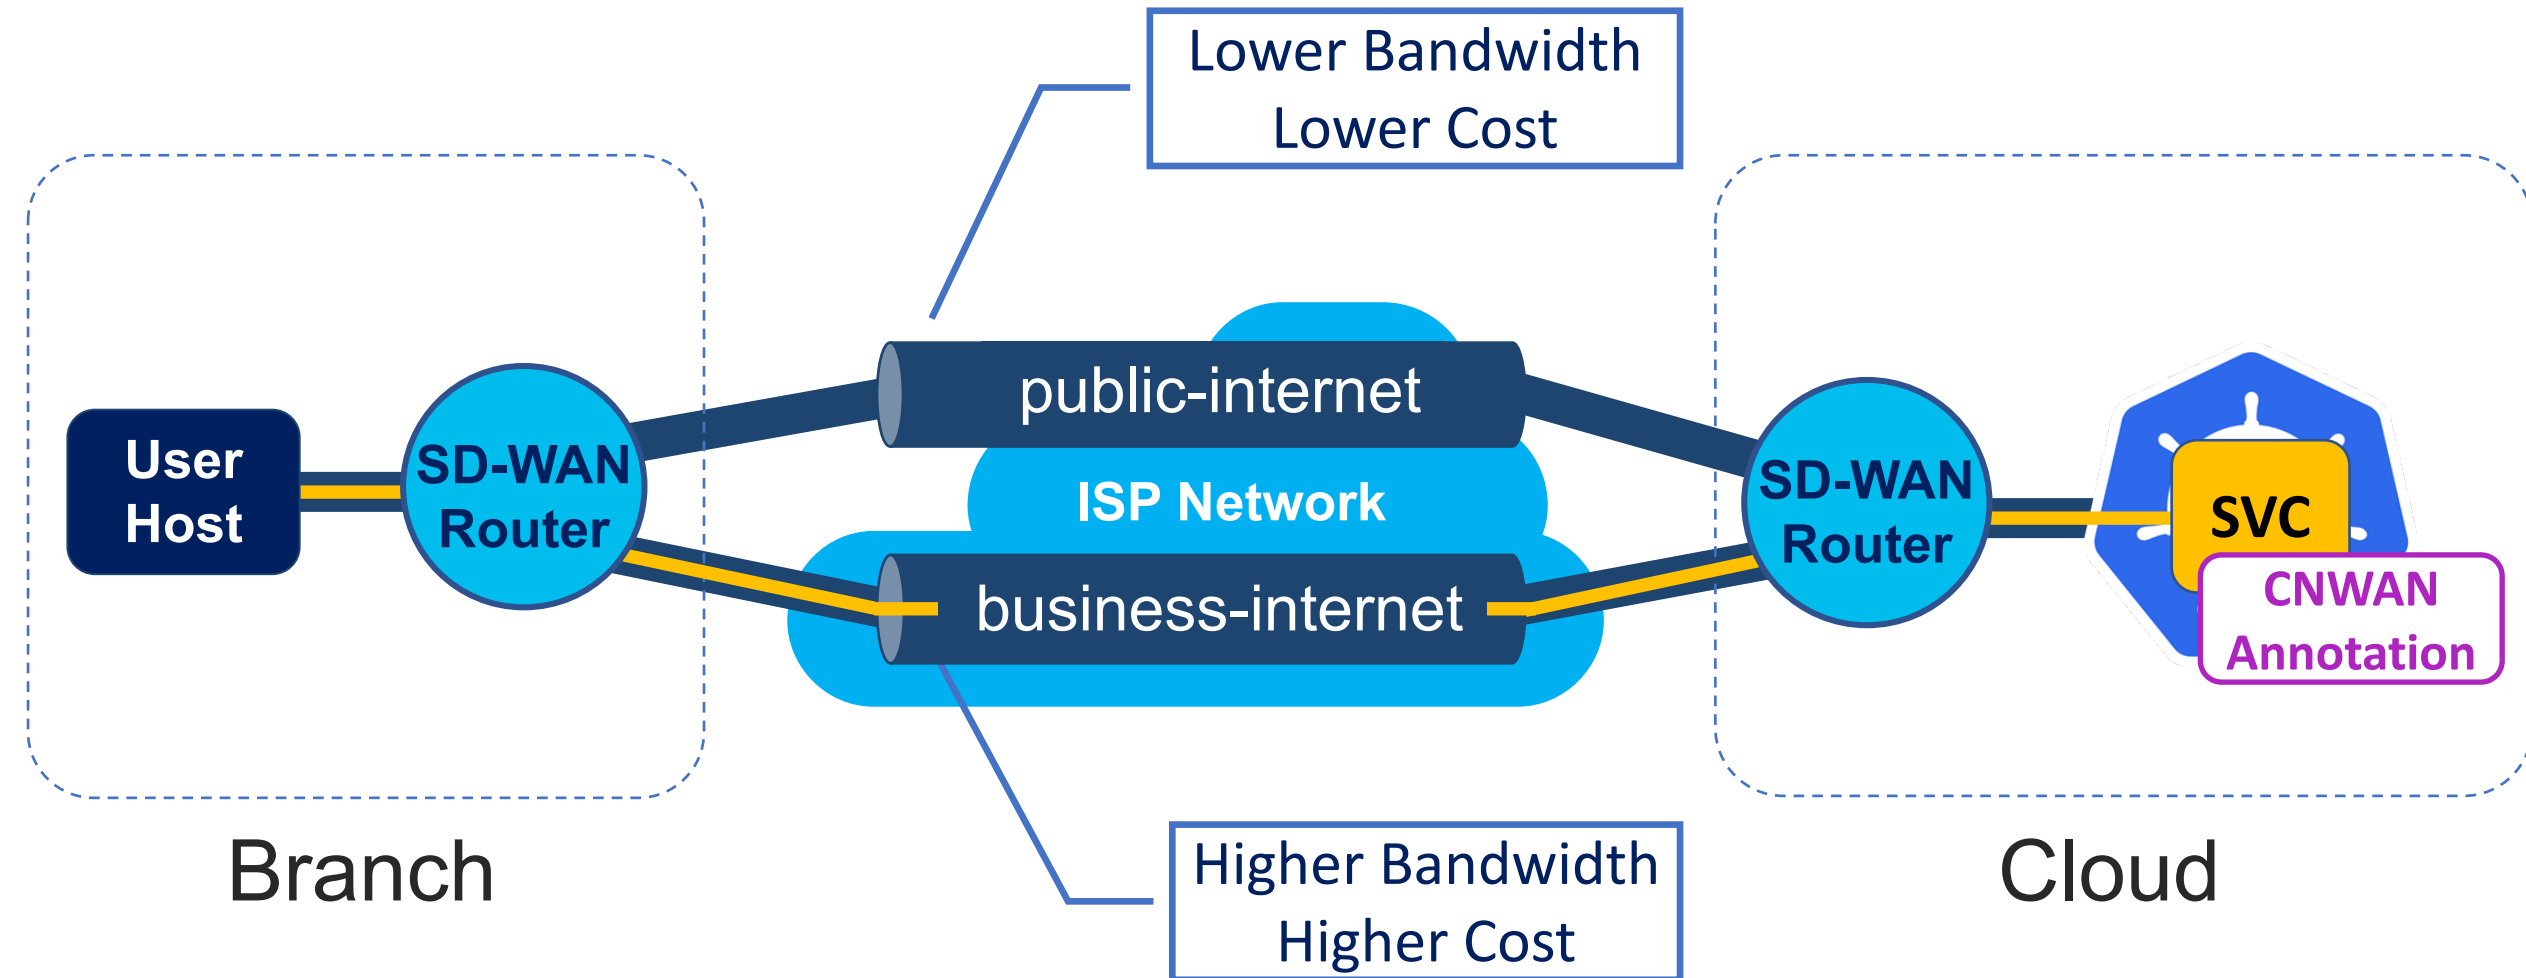 Lower Bandwidth
Lower Cost
User
Host
SD-WAN
Router
public-internet
ISP Network
business-internet
SD-WAN
Router
SVC
CNWAN
Annotation
Higher Bandwidth
Higher Cost
Branch
Cloud